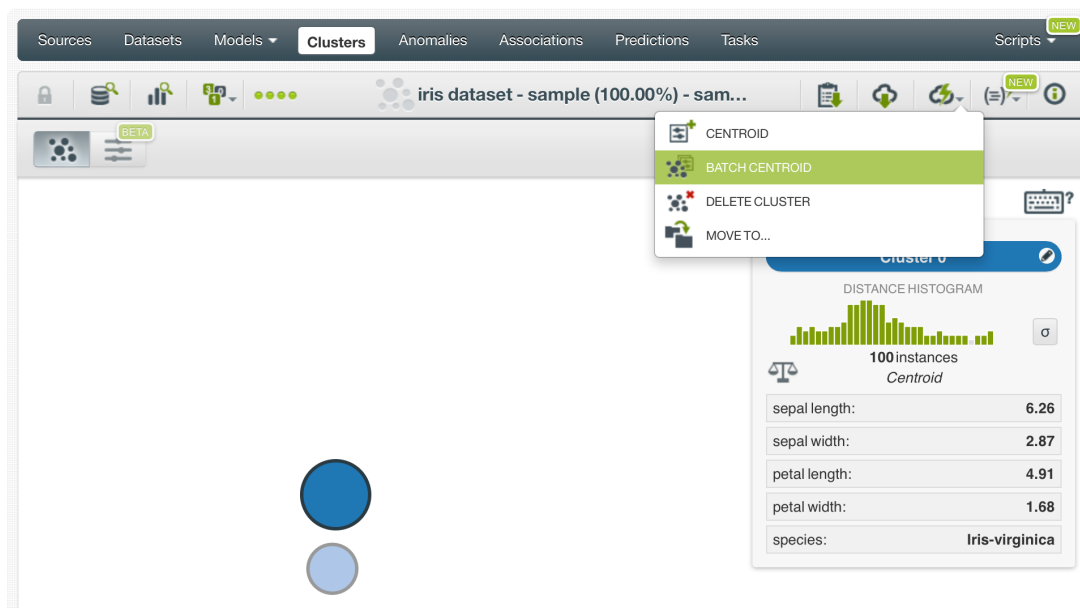 NEW
Sources Datasets Models Clusters Anomalies Associations Predictions Tasks Scripts
NEW
iris dataset - sample (100.00%) - sam...
BETA
CENTROID
BATCH CENTROID
DELETE CLUSTER
MOVE TO...
?
Cluster 0
DISTANCE HISTOGRAM
σ
100 instances
Centroid
sepal length: 6.26
sepal width: 2.87
petal length: 4.91
petal width: 1.68
species: Iris-virginica